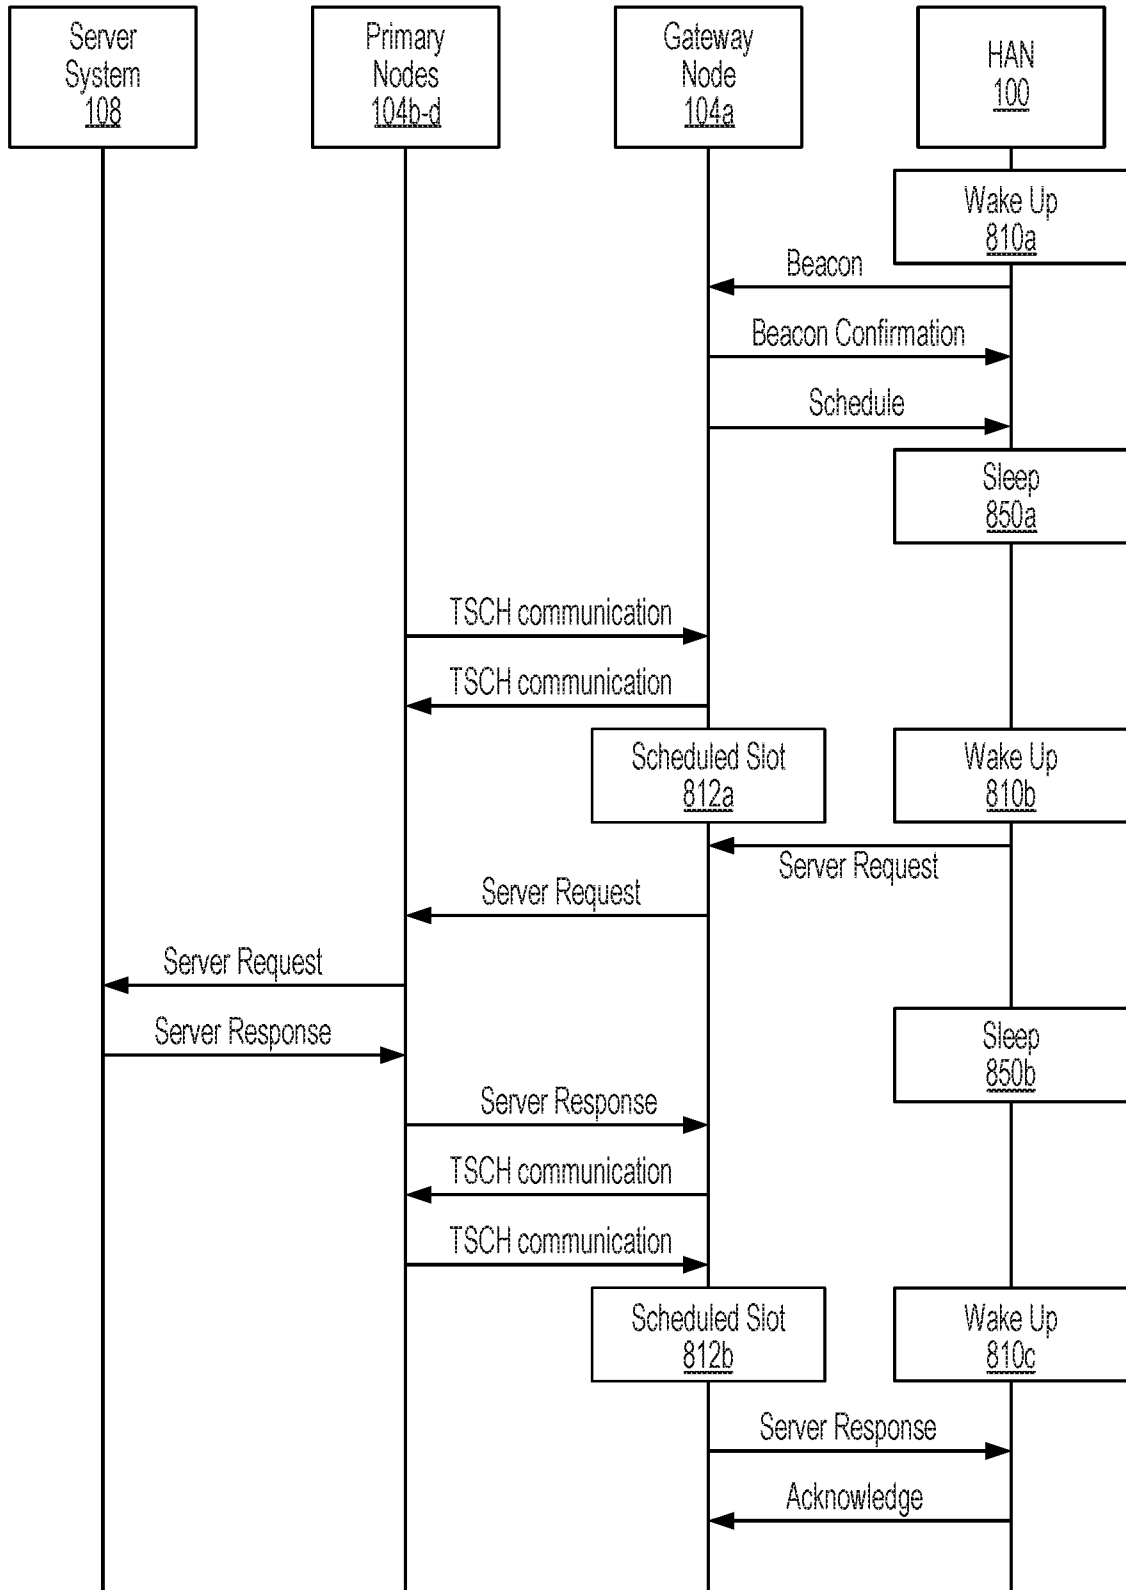 Server
System
108
Primary
Nodes
104b-d
Gateway
Node
104a
HAN
100
Wake Up
810a
Beacon
Beacon Confirmation
Schedule
Sleep
850a
TSCH communication
TSCH communication
Scheduled Slot
812a
Wake Up
810b
Server Request
Server Request
Server Request
Server Response
Sleep
850b
Server Response
TSCH communication
TSCH communication
Scheduled Slot
812b
Wake Up
810c
Server Response
Acknowledge